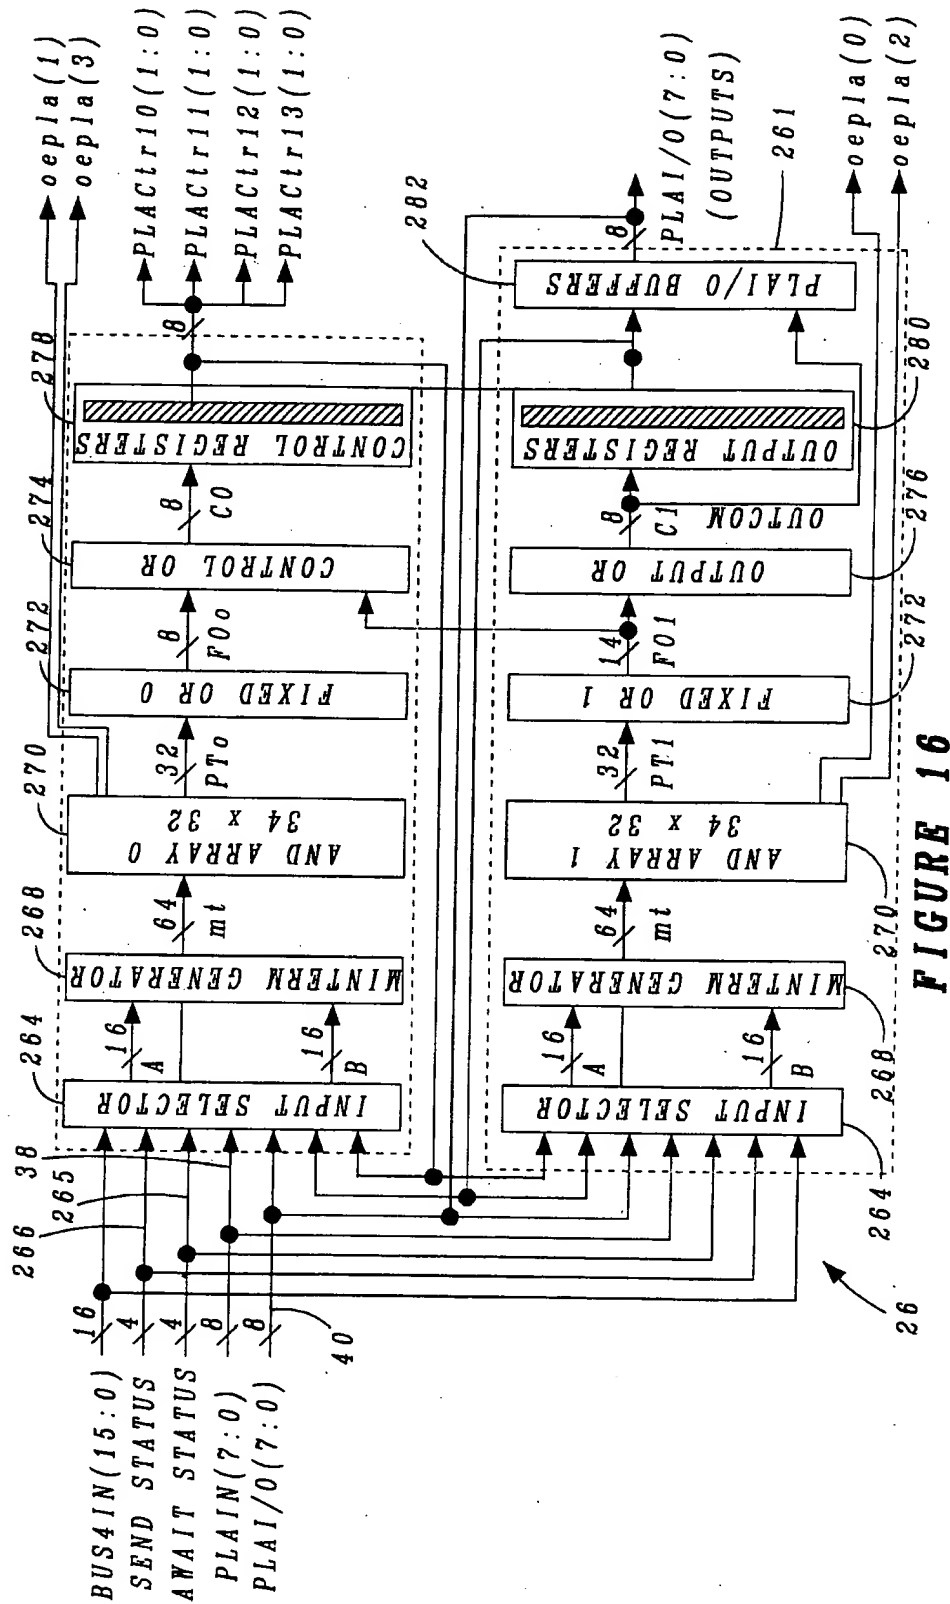 BUS4IN(15:0)
SEND STATUS
AWAIT STATUS
PLAIN(7:0)
PLAI/O(7:0)
16
4
4
8
8
266
265
38
40
264
INPUT SELECTOR
16
A
16
B
268
MINTERM GENERATOR
64
mt
270
AND ARRAY 0
34 x 32
32
PTo
272
FIXED OR 0
8
FOo
274
CONTROL OR
8
CO
278
CONTROL REGISTERS
8
oepla(1)
oepla(3)
PLACtr10(1:0)
PLACtr11(1:0)
PLACtr12(1:0)
PLACtr13(1:0)
INPUT SELECTOR
264
16
A
16
B
MINTERM GENERATOR
268
64
mt
AND ARRAY 1
34 x 32
270
32
PT1
FIXED OR 1
272
14
FO1
OUTPUT OR
276
8
C1
OUTCOM
OUTPUT REGISTERS
280
PLAI/O BUFFERS
282
8
PLAI/O(7:0)
(OUTPUTS)
261
oepla(0)
oepla(2)
26
FIGURE 16